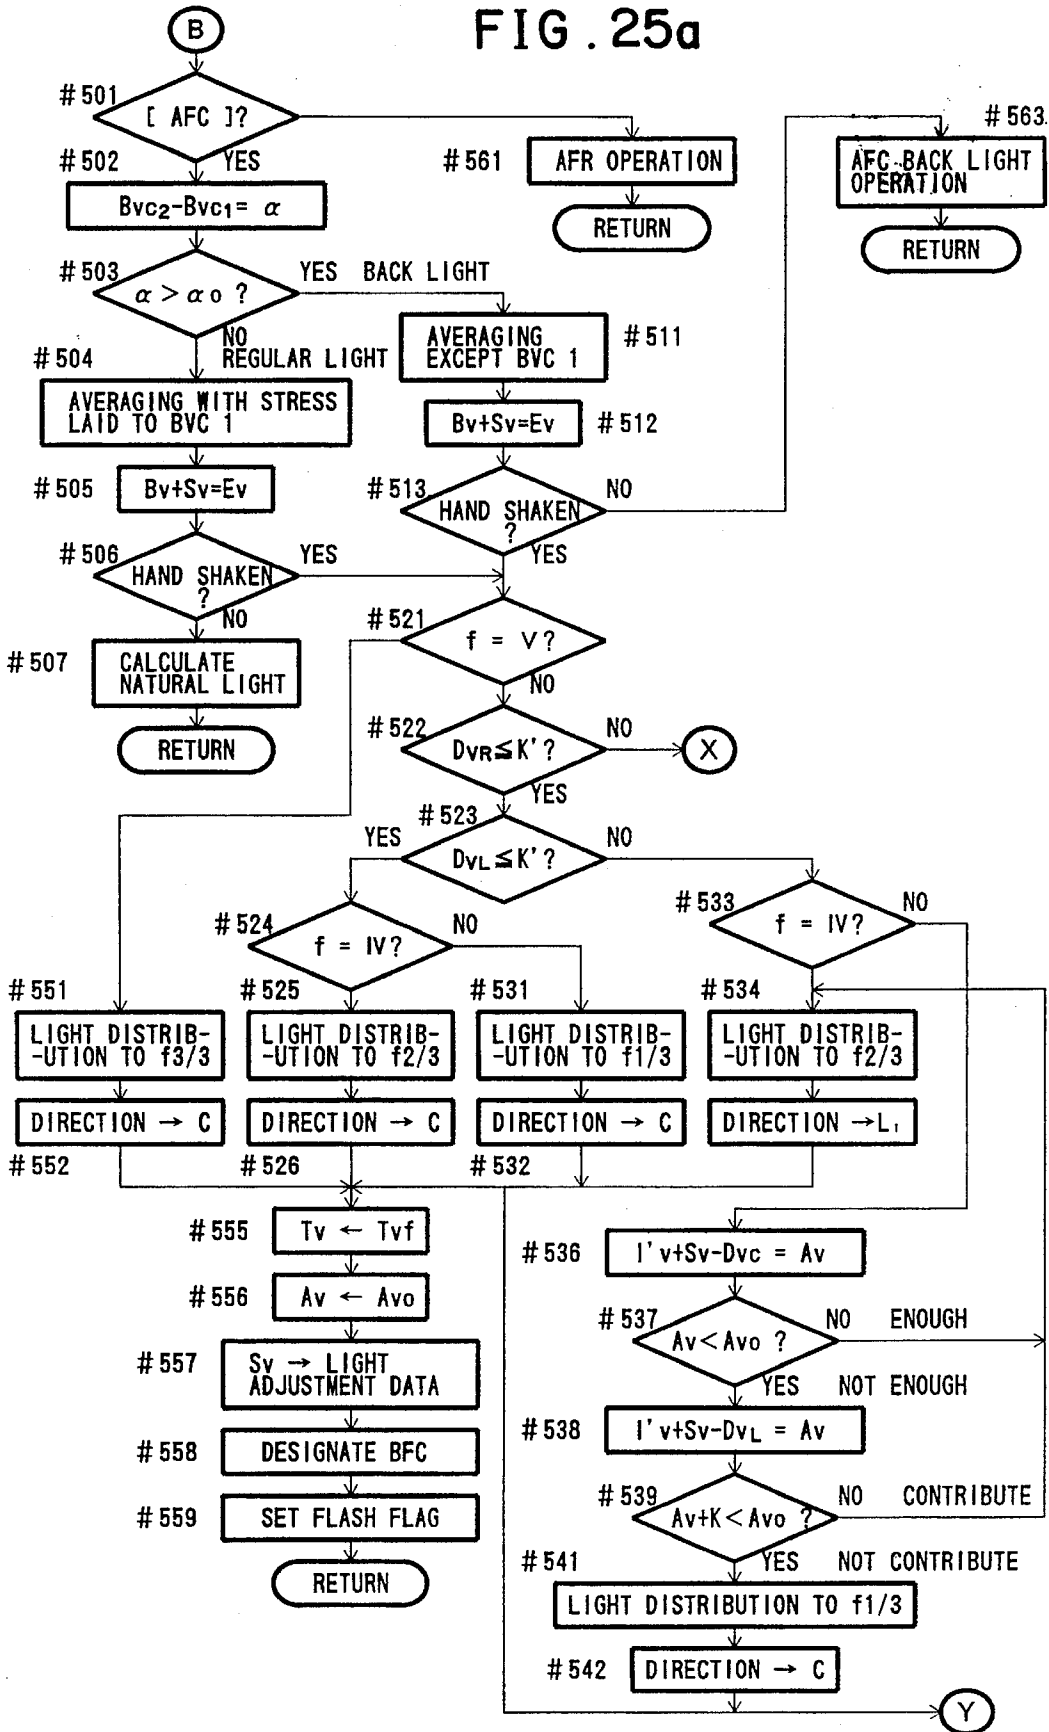 FIG.25a
B
#501
[ AFC ]?
YES
#561
AFR OPERATION
RETURN
#563
AFC BACK LIGHT
OPERATION
RETURN
#502
Bvc2-Bvc1= α
#503
α > αo ?
YES BACK LIGHT
NO
REGULAR LIGHT
#504
AVERAGING WITH STRESS
LAID TO BVC 1
#511
AVERAGING
EXCEPT BVC 1
#505
Bv+Sv=Ev
Bv+Sv=Ev
#512
#506
HAND SHAKEN
?
YES
NO
#513
HAND SHAKEN
?
NO
YES
#507
CALCULATE
NATURAL LIGHT
RETURN
#521
f = V?
NO
#522
DVR≦K'?
NO
X
YES
#523
DVL≦K'?
YES
NO
#524
f = IV?
NO
#533
f = IV?
NO
#551
LIGHT DISTRIB-
-UTION TO f3/3
DIRECTION → C
#552
#525
LIGHT DISTRIB-
-UTION TO f2/3
DIRECTION → C
#526
#531
LIGHT DISTRIB-
-UTION TO f1/3
DIRECTION → C
#532
#534
LIGHT DISTRIB-
-UTION TO f2/3
DIRECTION →L1
#555
Tv ← Tvf
#556
Av ← Avo
#557
Sv → LIGHT
ADJUSTMENT DATA
#558
DESIGNATE BFC
#559
SET FLASH FLAG
RETURN
#536
I'v+Sv-Dvc = Av
#537
Av<Avo ?
NO ENOUGH
YES NOT ENOUGH
#538
I'v+Sv-DvL = Av
#539
Av+K<Avo ?
NO CONTRIBUTE
YES NOT CONTRIBUTE
#541
LIGHT DISTRIBUTION TO f1/3
#542
DIRECTION → C
Y